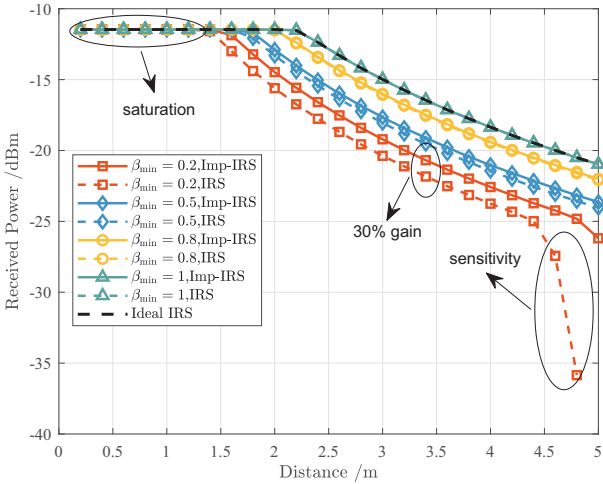 -10
-15
-20
-25
-30
-35
-40
Received Power /dBm
saturation
β_min = 0.2,Imp-IRS
β_min = 0.2,IRS
β_min = 0.5,Imp-IRS
β_min = 0.5,IRS
β_min = 0.8,Imp-IRS
β_min = 0.8,IRS
β_min = 1,Imp-IRS
β_min = 1,IRS
Ideal IRS
30% gain
sensitivity
0 0.5 1 1.5 2 2.5 3 3.5 4 4.5 5
Distance /m